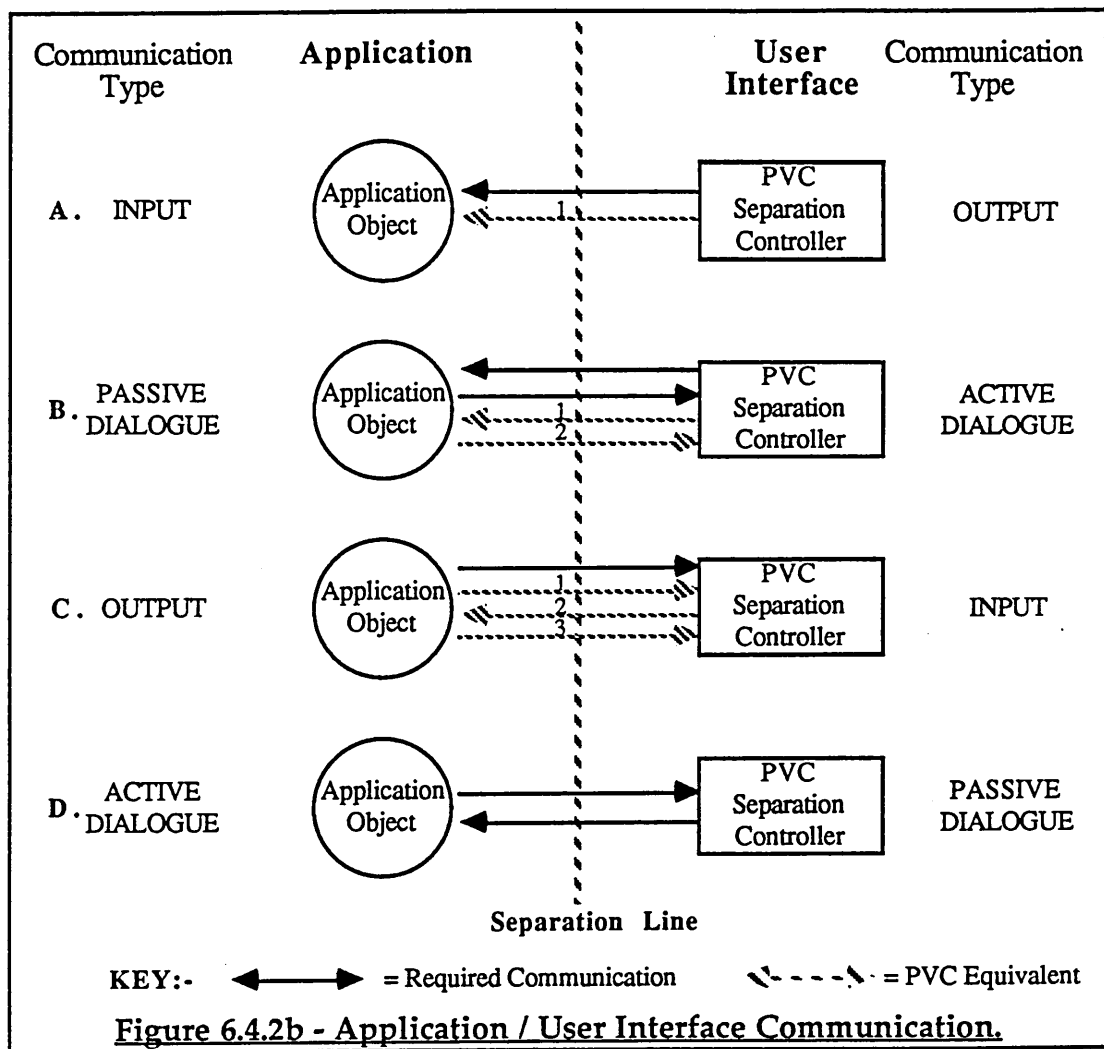 Communication Type
Application
User Interface
Communication Type
A. INPUT
Application Object
1
PVC Separation Controller
OUTPUT
B. PASSIVE DIALOGUE
Application Object
1
2
PVC Separation Controller
ACTIVE DIALOGUE
C. OUTPUT
Application Object
1
2
3
PVC Separation Controller
INPUT
D. ACTIVE DIALOGUE
Application Object
PVC Separation Controller
PASSIVE DIALOGUE
Separation Line
KEY:- = Required Communication = PVC Equivalent
Figure 6.4.2b - Application / User Interface Communication.